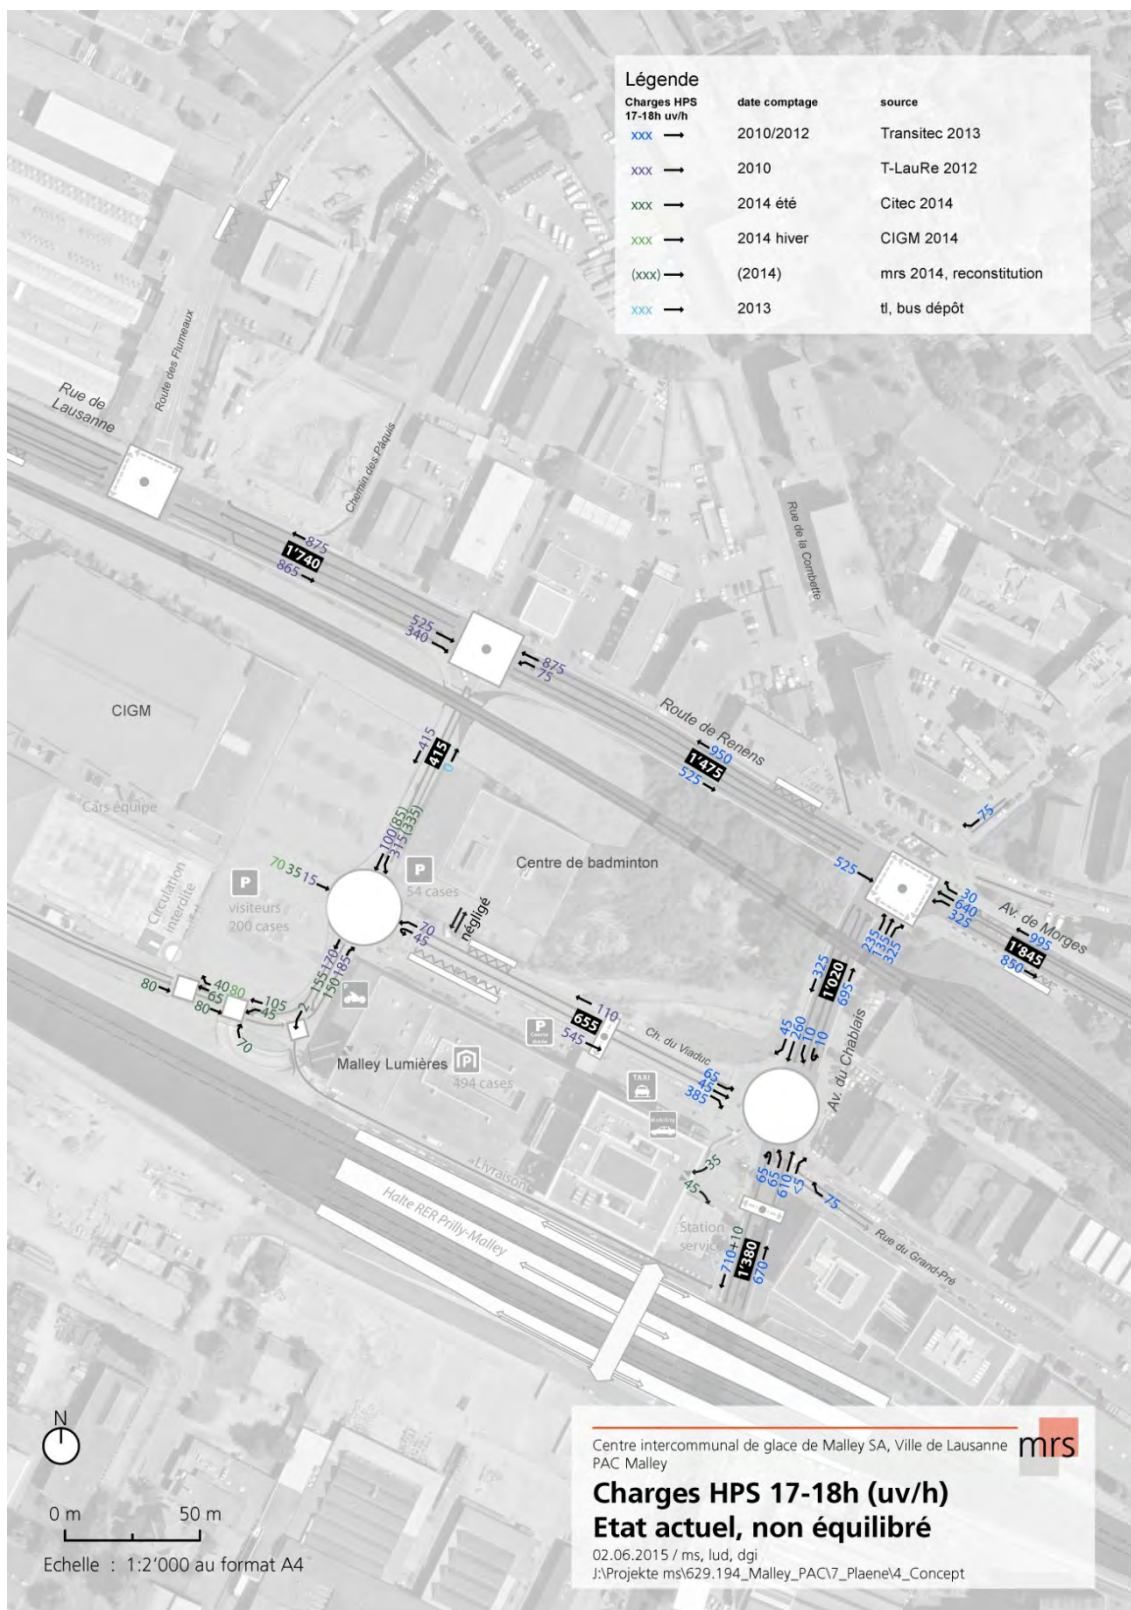 Légende
Charges HPS
17-18h uv/h
date comptage
source
xxx → 2010/2012 Transitec 2013
xxx → 2010 T-LauRe 2012
xxx → 2014 été Citec 2014
xxx → 2014 hiver CIGM 2014
(xxx) → (2014) mrs 2014, reconstitution
xxx → 2013 tl, bus dépôt
Rue de
Lausanne
Route des Flumeaux
Chemin des Pâquis
Rue de la Combette
875
1'740
865
525
340
875
75
CIGM
415
415
0
Route de Renens
950
1'475
525
75
Cars équipe
100(85)
315(335)
Centre de badminton
525
30
640
325
Av. de Morges
995
1'845
850
70 35 15
P
visiteurs
200 cases
P
54 cases
Circulation
interdite
négligé
70
45
235
135
325
325
1'020
695
170
185
155
150
80
40
65
80
80
105
45
2
70
110
655
545
P
Courte
durée
Ch. du Viaduc
45
260
10
10
Av. du Chablais
65
45
385
Malley Lumières
P
494 cases
TAXI
Mobility
Livraisons
35
45
65
65
610
<5
75
Rue du Grand-Pré
Station
service
Halte RER Prilly-Malley
710+10
1'380
670
N
0 m 50 m
Echelle : 1:2'000 au format A4
Centre intercommunal de glace de Malley SA, Ville de Lausanne
PAC Malley
mrs
Charges HPS 17-18h (uv/h)
Etat actuel, non équilibré
02.06.2015 / ms, lud, dgi
J:\Projekte ms\629.194_Malley_PAC\7_Plaene\4_Concept